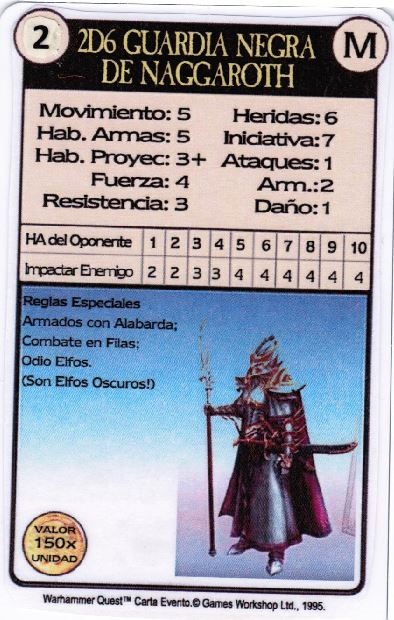 2
2D6 GUARDIA NEGRA
DE NAGGAROTH
M
Movimiento: 5 Heridas: 6
Hab. Armas: 5 Iniciativa: 7
Hab. Proyec: 3+ Ataques: 1
Fuerza: 4 Arm.: 2
Resistencia: 3 Daño: 1
HA del Oponente 1 2 3 4 5 6 7 8 9 10
Impactar Enemigo 2 2 3 3 4 4 4 4 4 4
Reglas Especiales
Armados con Alabarda;
Combate en Filas;
Odio Elfos.
(Son Elfos Oscuros!)
VALOR
150x
UNIDAD
Warhammer Quest™ Carta Evento.© Games Workshop Ltd., 1995.